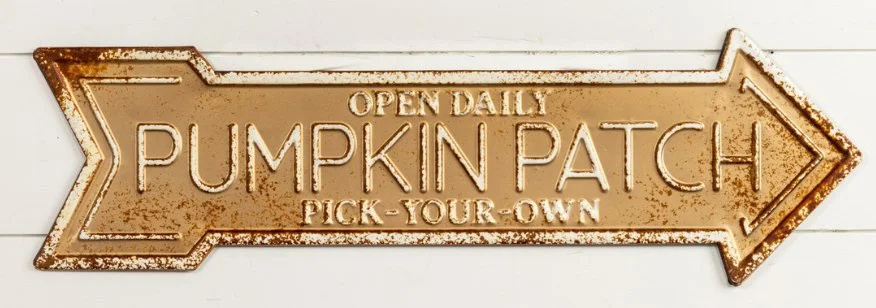 OPEN DAILY
PUMPKIN PATCH
PICK-YOUR-OWN